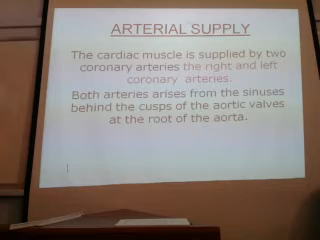 ARTERIAL SUPPLY
The cardiac muscle is supplied by two
coronary arteries the right and left
coronary arteries.
Both arteries arises from the sinuses
behind the cusps of the aortic valves
at the root of the aorta.